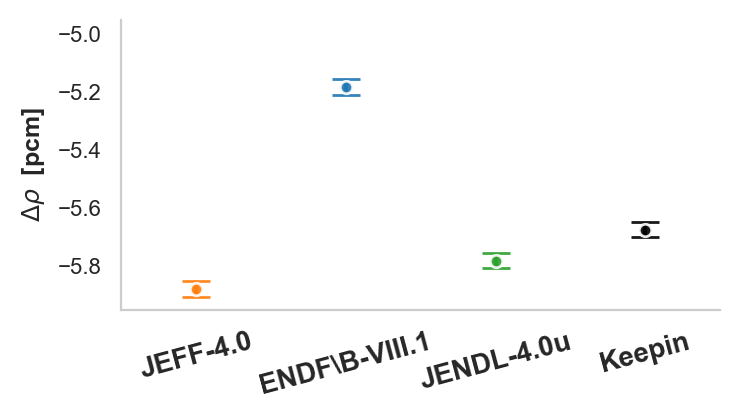 −5.0
−5.2
−5.4
−5.6
−5.8
Δρ [pcm]
JEFF-4.0
ENDF\B-VIII.1
JENDL-4.0u
Keepin